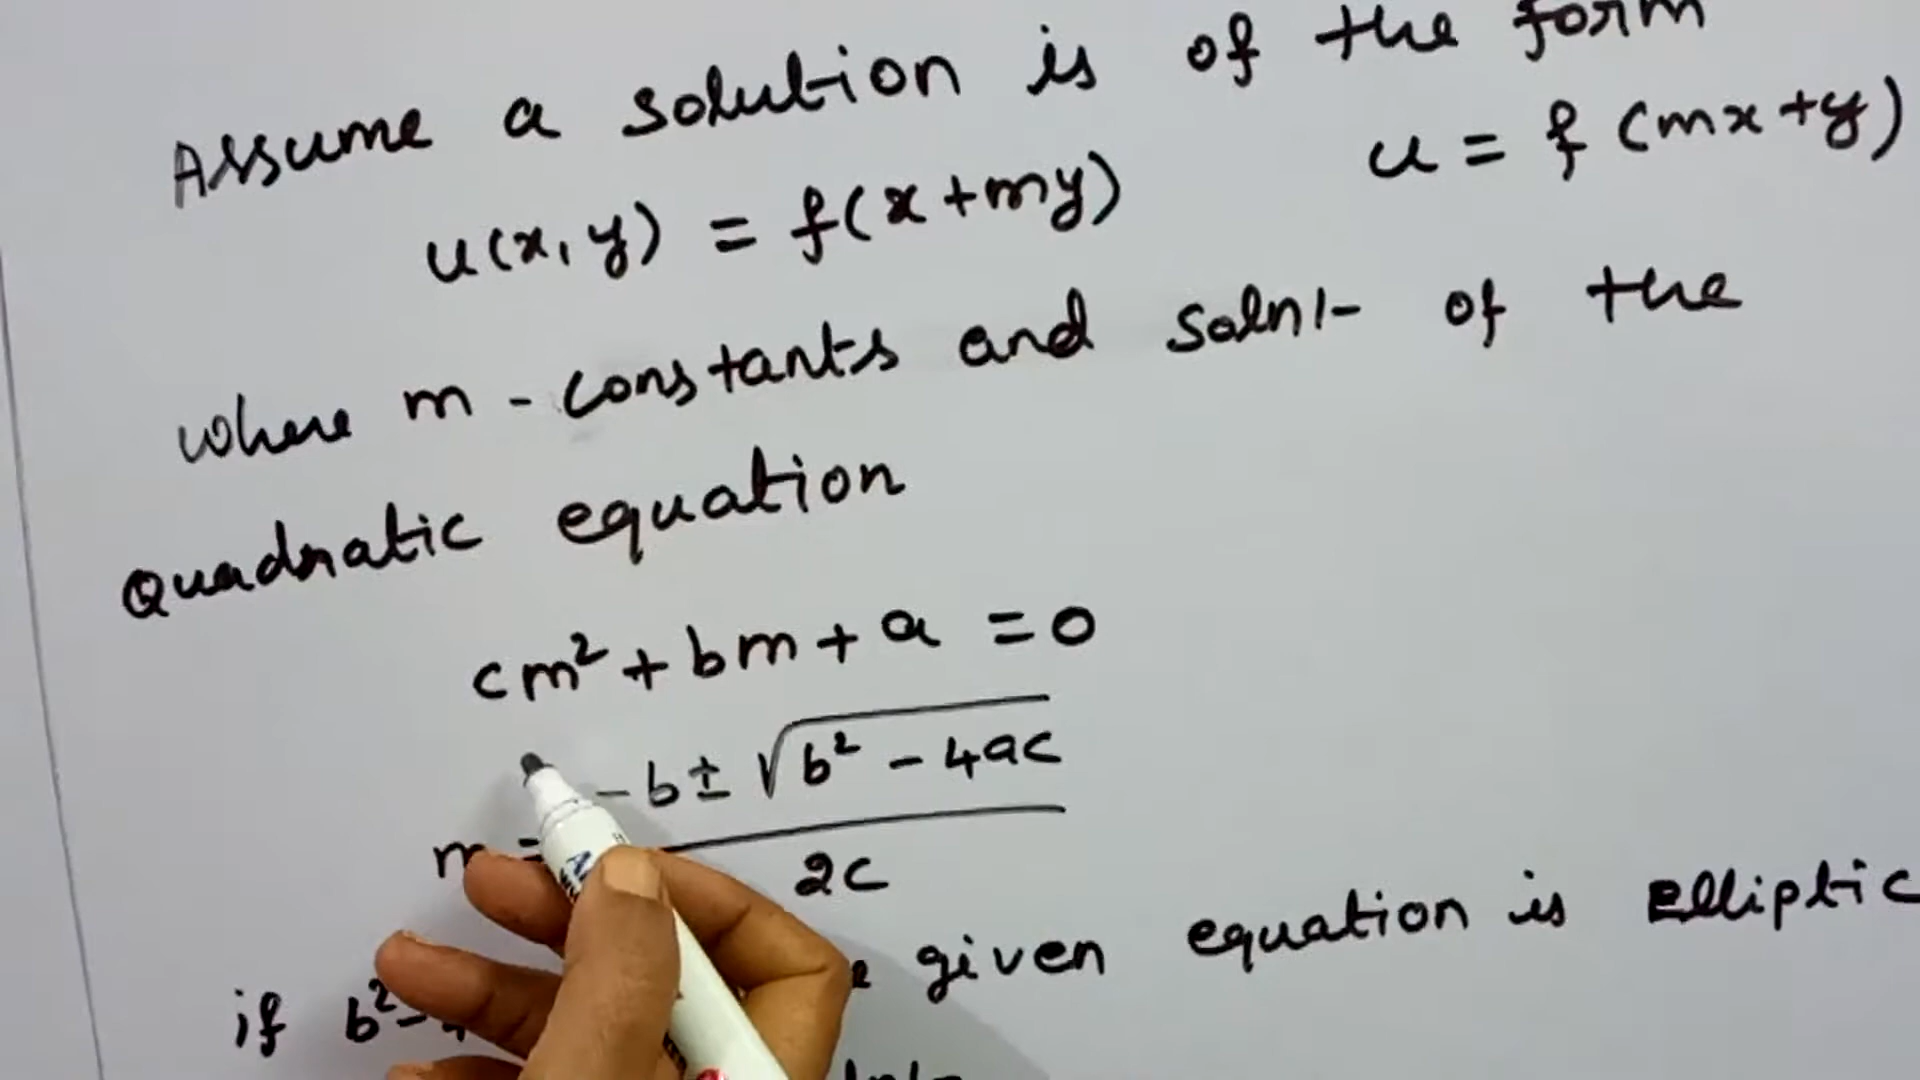 Assume a solution is of the form
u(x, y) = f(x+my)
u = f (mx+y)
where m - constants and soln/- of the
Quadratic equation
cm² + bm + a = 0
-b ± √b² - 4ac
m =
2c
if b² - given equation is Elliptic